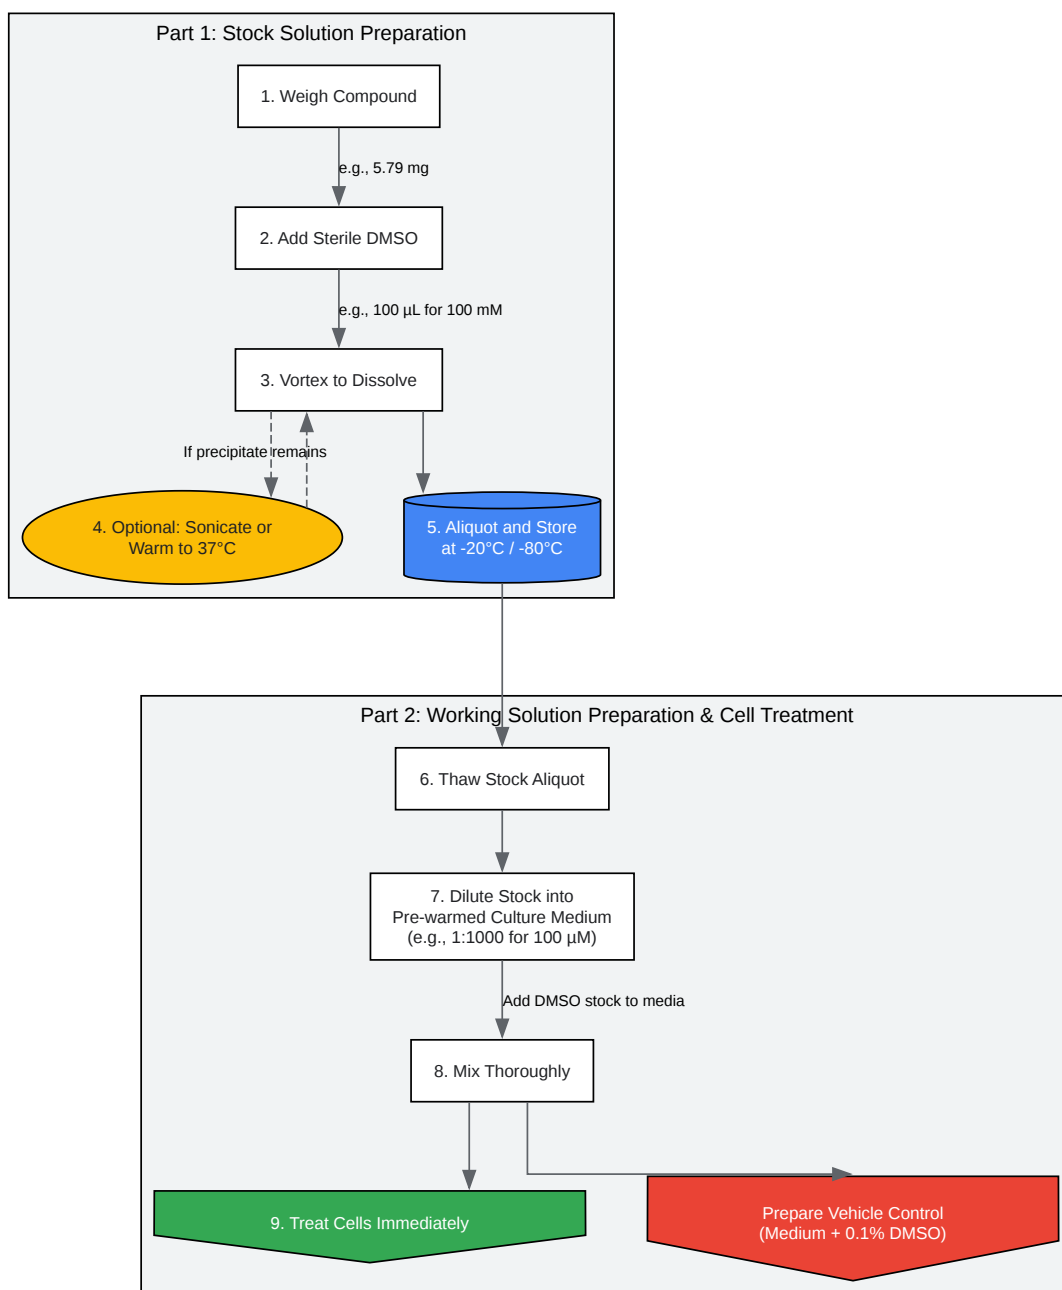 Part 1: Stock Solution Preparation
1. Weigh Compound
e.g., 5.79 mg
2. Add Sterile DMSO
e.g., 100 µL for 100 mM
3. Vortex to Dissolve
If precipitate remains
4. Optional: Sonicate or
Warm to 37°C
5. Aliquot and Store
at -20°C / -80°C
Part 2: Working Solution Preparation & Cell Treatment
6. Thaw Stock Aliquot
7. Dilute Stock into
Pre-warmed Culture Medium
(e.g., 1:1000 for 100 µM)
Add DMSO stock to media
8. Mix Thoroughly
9. Treat Cells Immediately
Prepare Vehicle Control
(Medium + 0.1% DMSO)